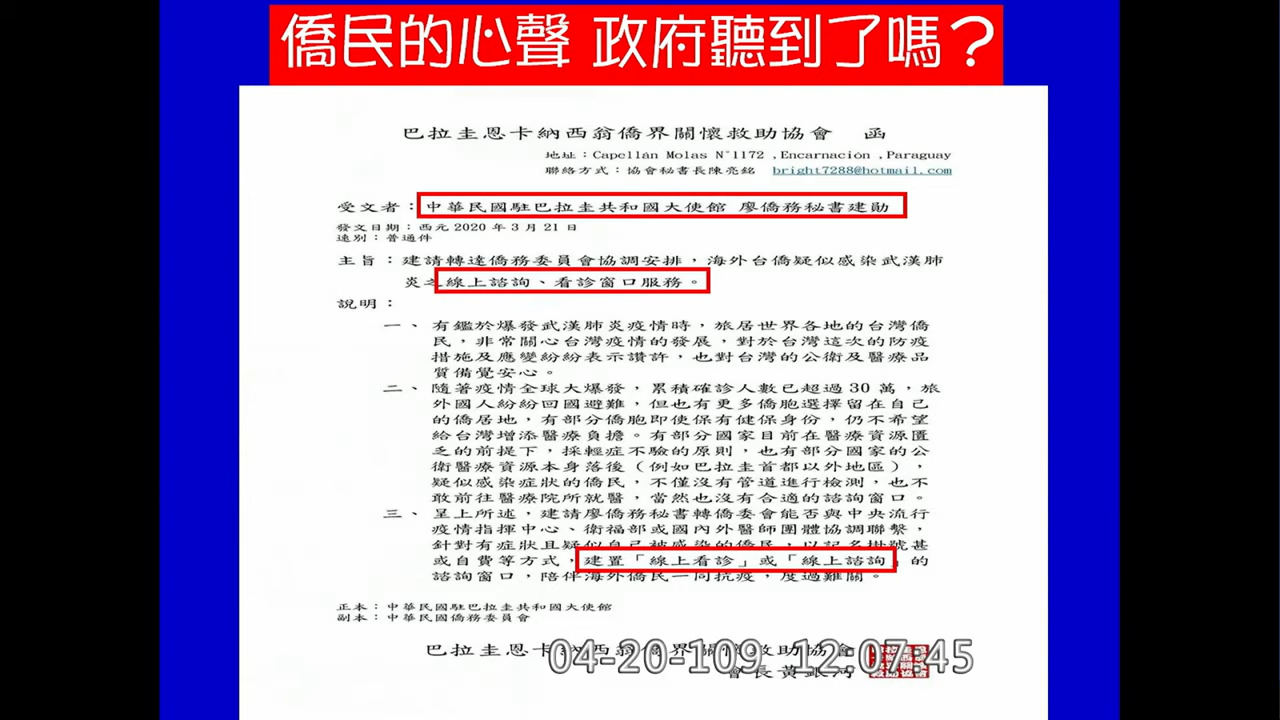 僑民的心聲 政府聽到了嗎？
巴拉圭恩卡納西翁僑界關懷救助協會 函
地址：Capellán Molas N°1172 ,Encarnación ,Paraguay
聯絡方式：協會秘書長陳亮銘 bright7288@hotmail.com
受文者：中華民國駐巴拉圭共和國大使館 廖僑務秘書建勛
發文日期：西元 2020 年 3 月 21 日
速別：普通件
主旨：建請轉達僑務委員會協調安排，海外台僑疑似感染武漢肺
炎之線上諮詢、看診窗口服務。
說明：
一、有鑑於爆發武漢肺炎疫情時，旅居世界各地的台灣僑
民，非常關心台灣疫情的發展，對於台灣這次的防疫
措施及應變紛紛表示讚許，也對台灣的公衛及醫療品
質備覺安心。
二、隨著疫情全球大爆發，累積確診人數已超過 30 萬，旅
外國人紛紛回國避難，但也有更多僑胞選擇留在自己
的僑居地，有部分僑胞即使保有健保身份，仍不希望
給台灣增添醫療負擔。有部分國家目前在醫療資源匱
乏的前提下，採輕症不驗的原則，也有部分國家的公
衛醫療資源本身落後（例如巴拉圭首都以外地區），
疑似感染症狀的僑民，不僅沒有管道進行檢測，也不
敢前往醫療院所就醫，當然也沒有合適的諮詢窗口。
三、呈上所述，建請廖僑務秘書轉僑委會能否與中央流行
疫情指揮中心、衛福部或國內外醫師團體協調聯繫，
針對有症狀且疑似自己被感染的僑民，以記名掛號甚
或自費等方式，建置「線上看診」或「線上諮詢」的
諮詢窗口，陪伴海外僑民一同抗疫，度過難關。
正本：中華民國駐巴拉圭共和國大使館
副本：中華民國僑務委員會
巴拉圭恩卡納西翁僑界關懷救助協會
會長黃銀河
04-20-109 12:07:45